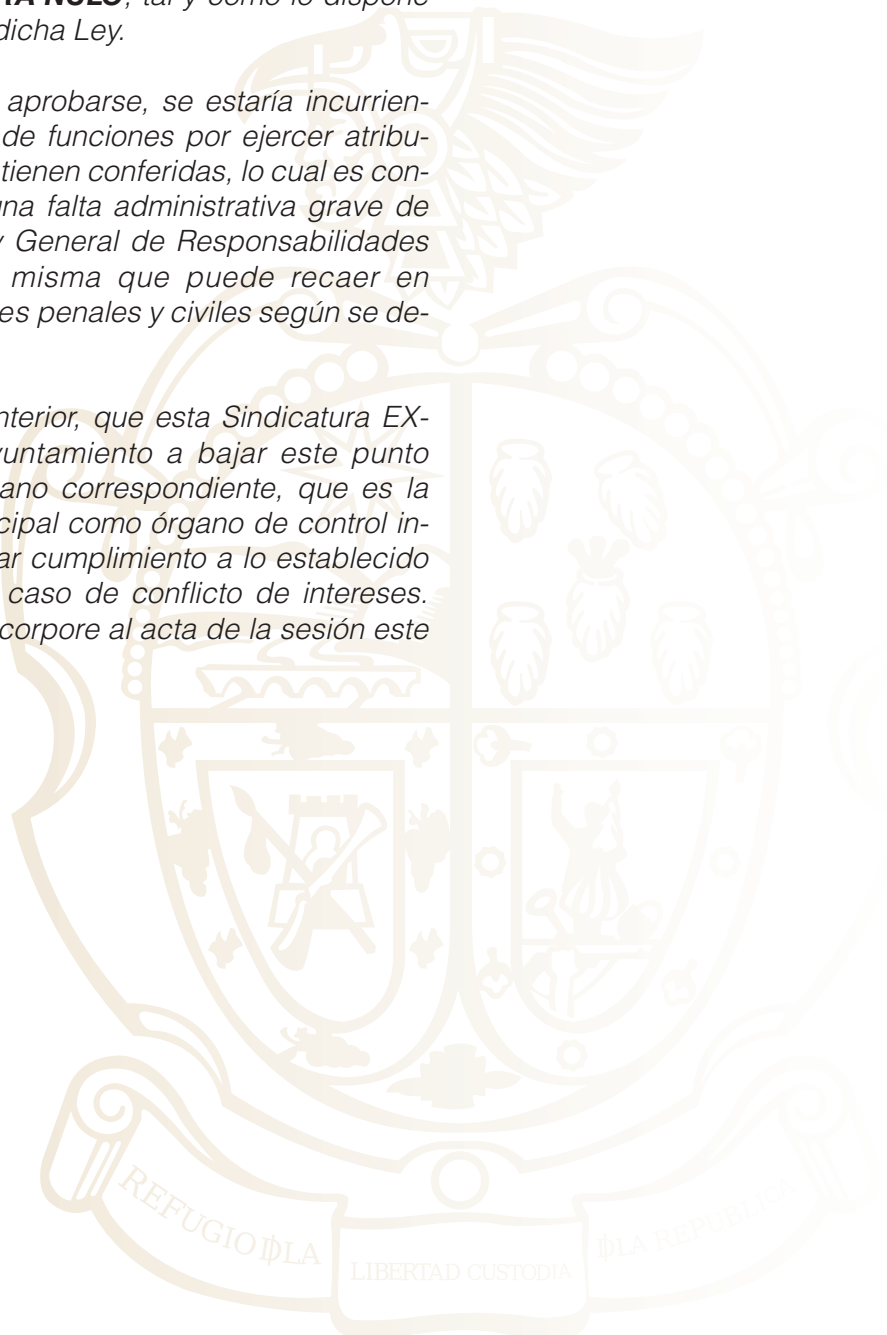 NULO, tal y como lo dispone
dicha Ley.
aprobarse, se estaría incurrien-
de funciones por ejercer atribu-
tienen conferidas, lo cual es con-
una falta administrativa grave de
General de Responsabilidades
misma que puede recaer en
es penales y civiles según se de-
nterior, que esta Sindicatura EX-
yuntamiento a bajar este punto
ano correspondiente, que es la
cipal como órgano de control in-
ar cumplimiento a lo establecido
caso de conflicto de intereses.
corpore al acta de la sesión este
REFUGIO DLA
LIBERTAD CUSTODIA
DLA REPUBLICA